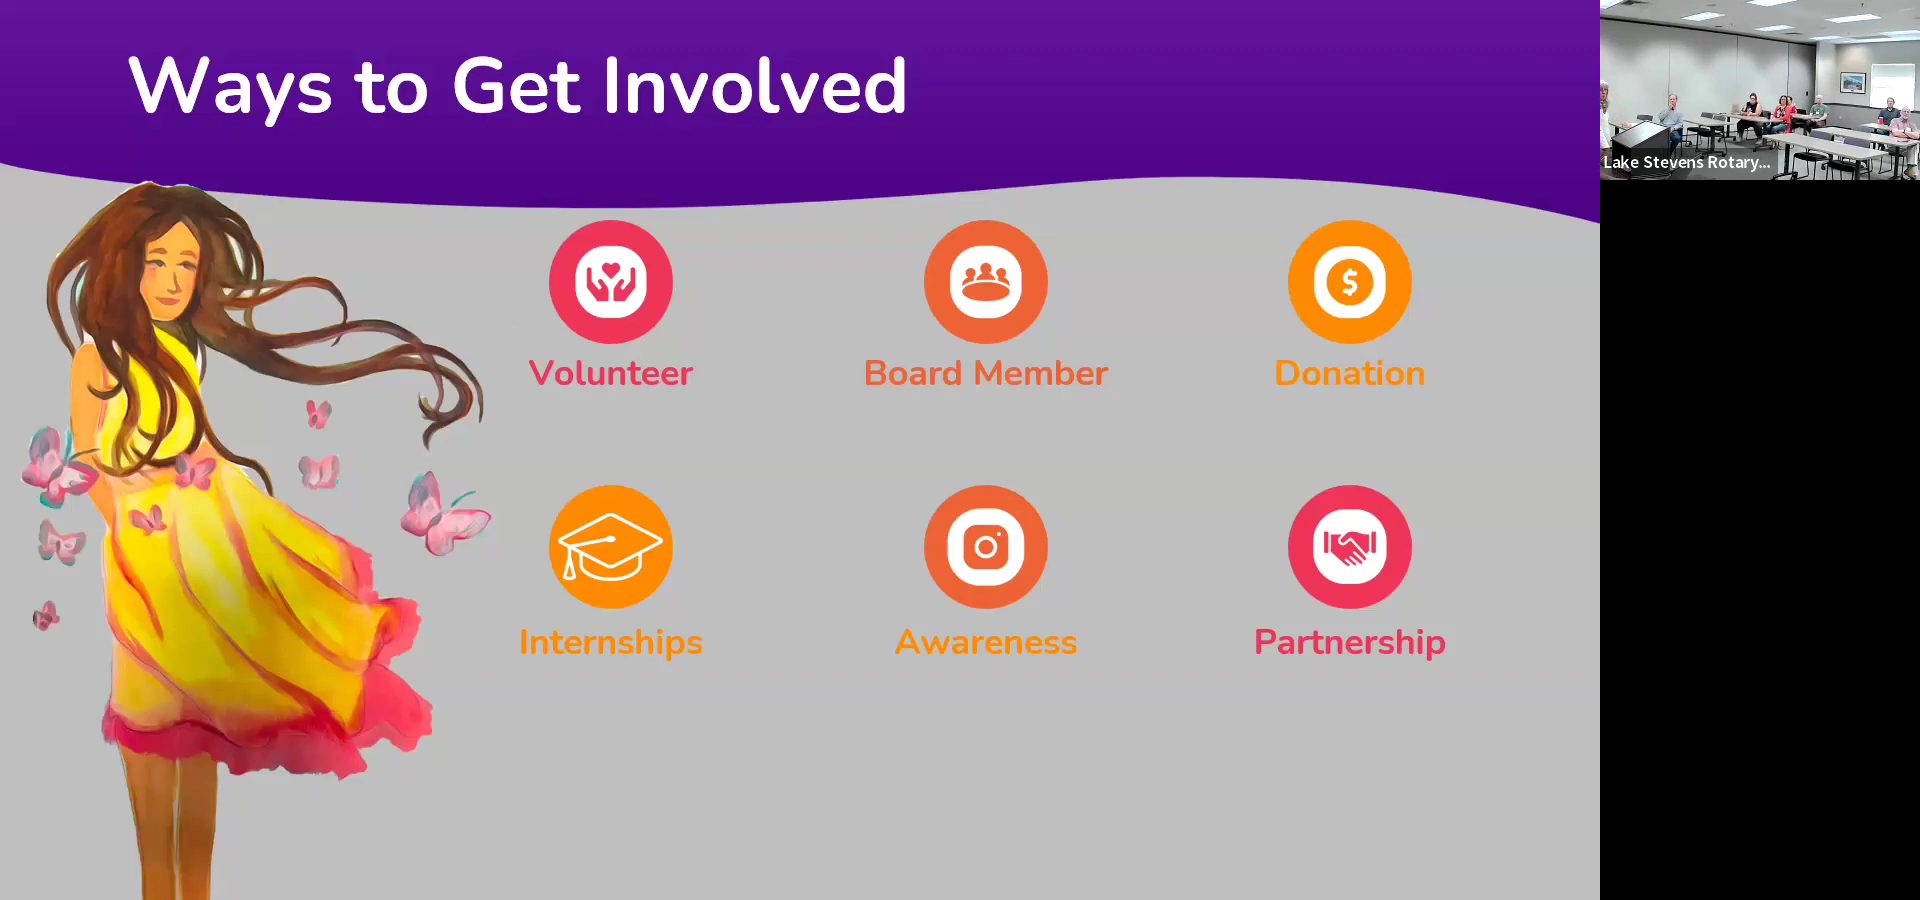 Ways to Get Involved
Lake Stevens Rotary...
Volunteer
Board Member
$
Donation
Internships
Awareness
Partnership